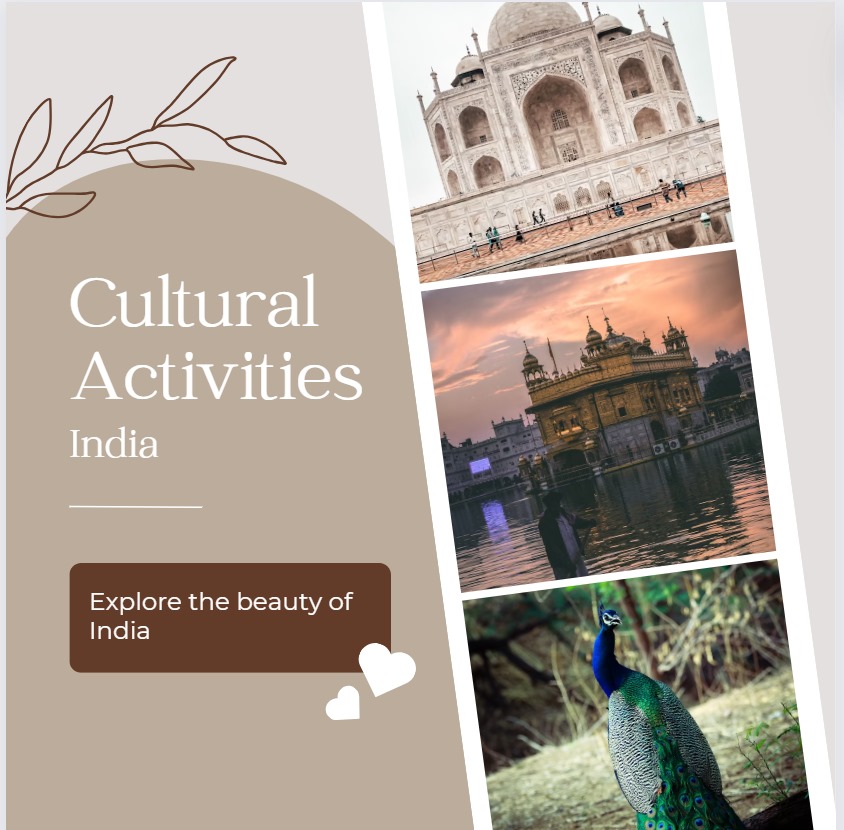 Cultural
Activities
India
Explore the beauty of
India